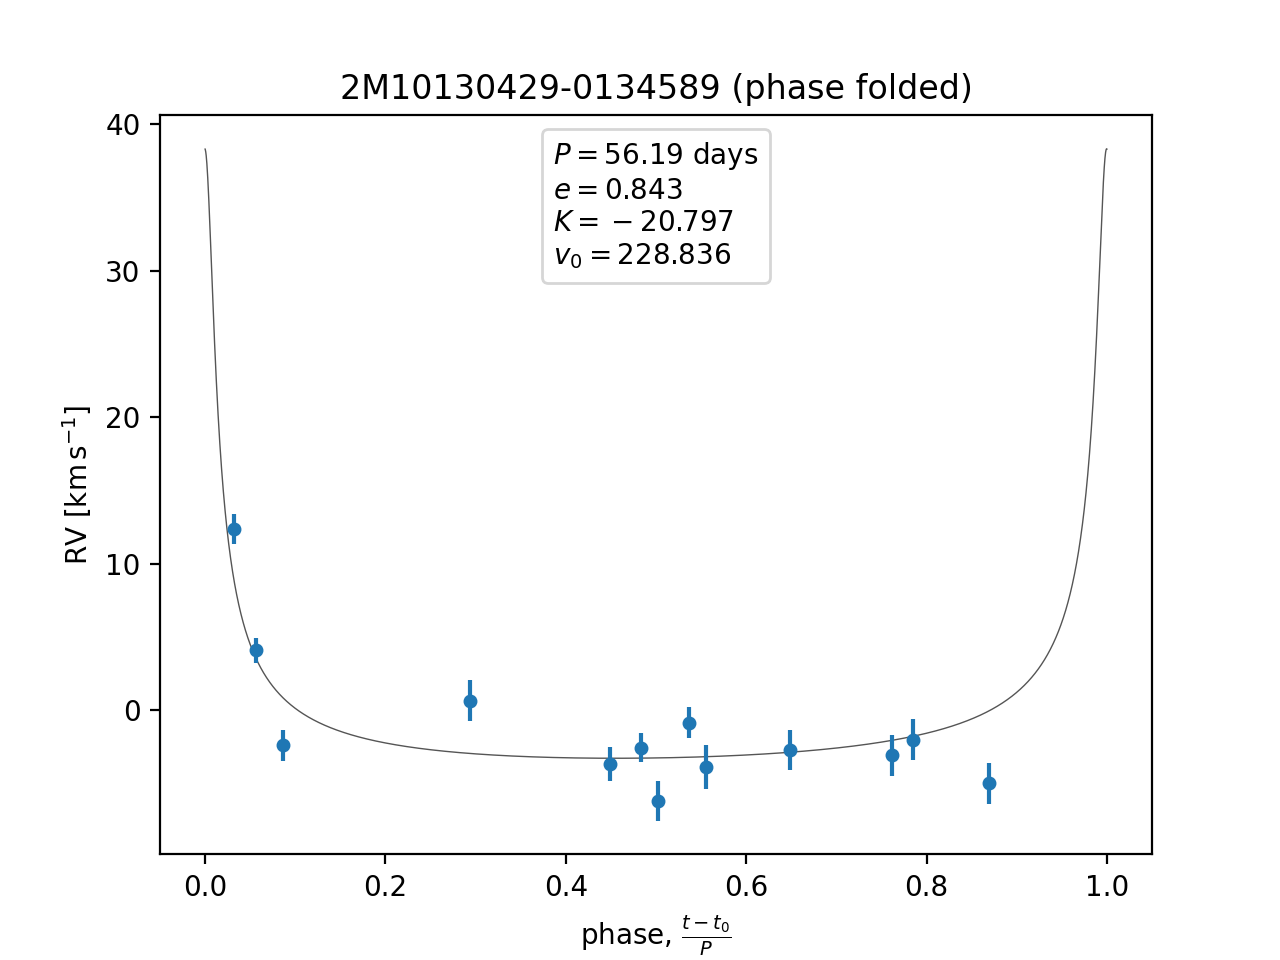 2M10130429-0134589 (phase folded)
P = 56.19 days
e = 0.843
K = −20.797
v₀ = 228.836
RV [km s⁻¹]
40
30
20
10
0
0.0 0.2 0.4 0.6 0.8 1.0
phase, (t − t₀)/P